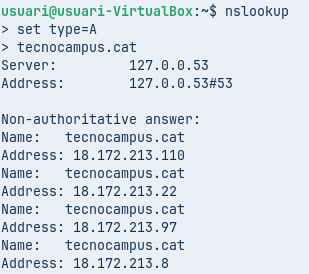 usuari@usuari-VirtualBox:~$ nslookup
> set type=A
> tecnocampus.cat
Server:         127.0.0.53
Address:        127.0.0.53#53

Non-authoritative answer:
Name:   tecnocampus.cat
Address: 18.172.213.110
Name:   tecnocampus.cat
Address: 18.172.213.22
Name:   tecnocampus.cat
Address: 18.172.213.97
Name:   tecnocampus.cat
Address: 18.172.213.8